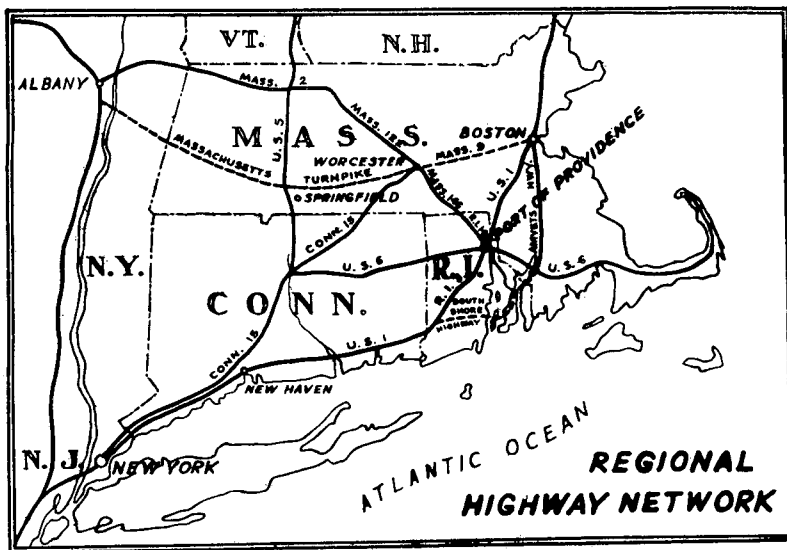 VT.
N.H.
ALBANY
MASS. 2
MASS. 122
MASS.
U.S. 5
BOSTON
MASS. 9
WORCESTER
MASSACHUSETTS TURNPIKE
SPRINGFIELD
MASS. 146
U.S. 1
PORT OF PROVIDENCE
CONN. 15
N.Y.
U.S. 6
R.I.
U.S. 6
CONN.
SOUTH SHORE HIGHWAY
CONN. 15
U.S. 1
NEW HAVEN
N.J.
NEW YORK
ATLANTIC OCEAN
REGIONAL
HIGHWAY NETWORK